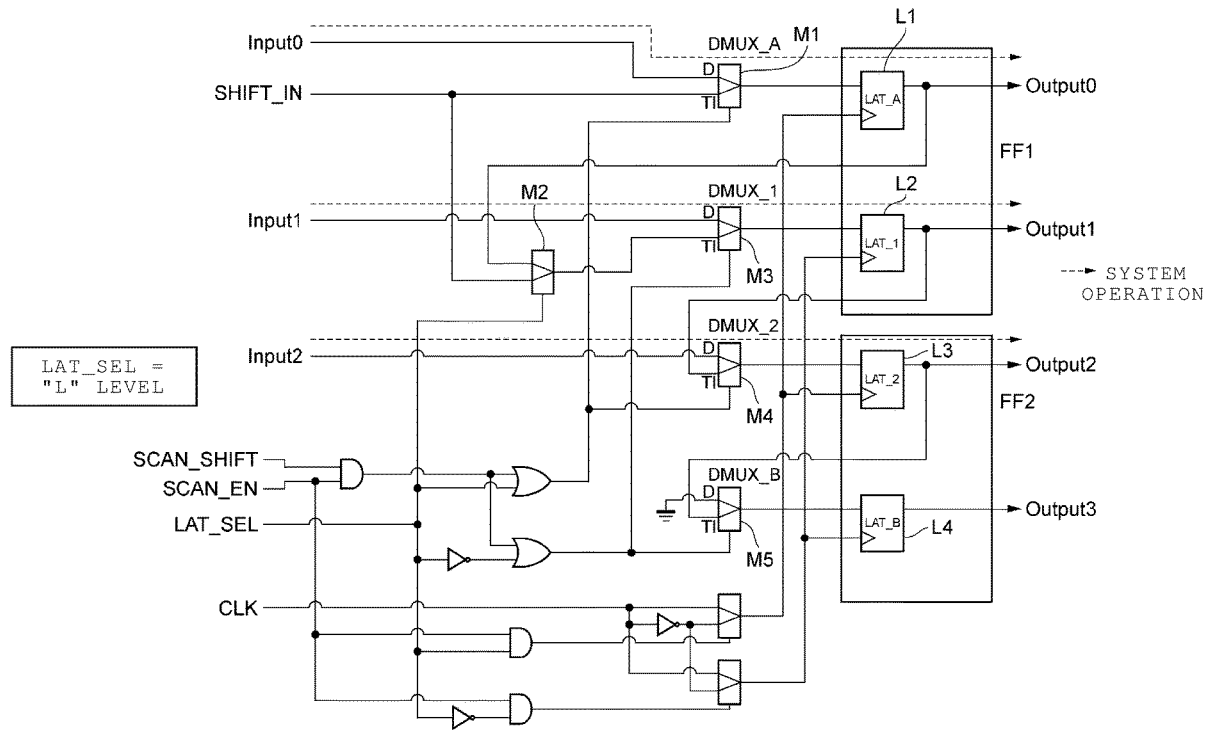 Input0
DMUX_A
M1
L1
D
TI
LAT_A
Output0
SHIFT_IN
FF1
M2
DMUX_1
L2
Input1
D
TI
LAT_1
Output1
M3
SYSTEM
OPERATION
DMUX_2
Input2
D
TI
LAT_2
L3
Output2
M4
FF2
LAT_SEL =
"L" LEVEL
SCAN_SHIFT
SCAN_EN
LAT_SEL
DMUX_B
D
TI
LAT_B
L4
Output3
M5
CLK